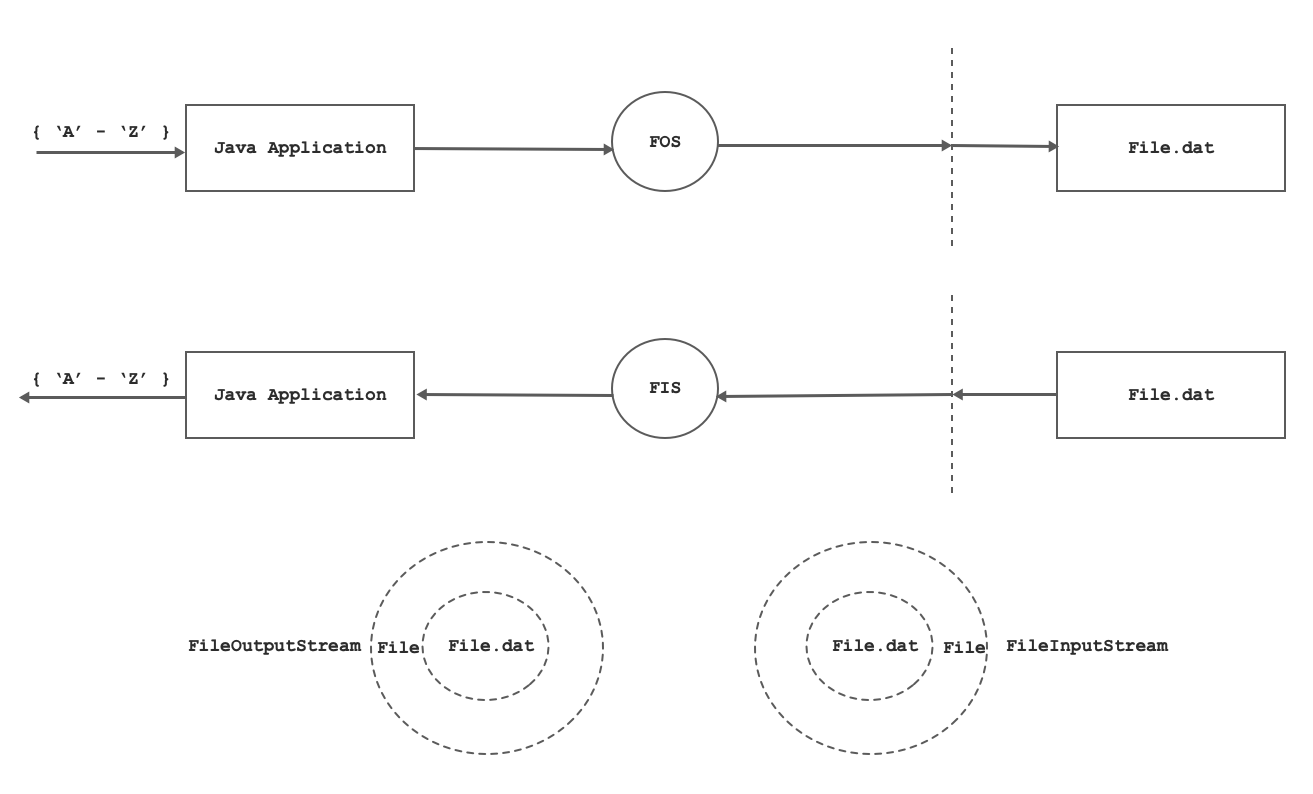 { ‘A’ - ‘Z’ }
Java Application
FOS
File.dat
{ ‘A’ - ‘Z’ }
Java Application
FIS
File.dat
FileOutputStream
File
File.dat
File.dat
File
FileInputStream